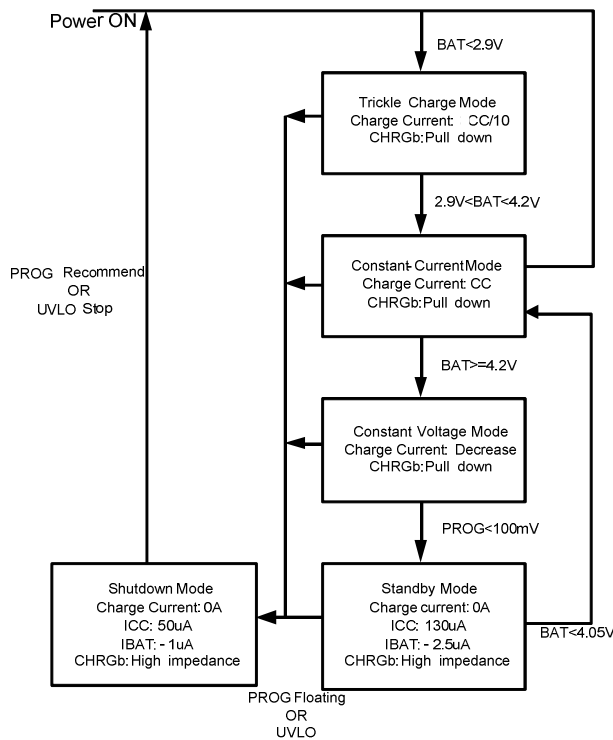 Power ON
BAT<2.9V
Trickle Charge Mode
Charge Current: CC/10
CHRGb:Pull down
2.9V<BAT<4.2V
PROG Recommend
OR
UVLO Stop
Constant-CurrentMode
Charge Current: CC
CHRGb:Pull down
BAT>=4.2V
Constant Voltage Mode
Charge Current: Decrease
CHRGb:Pull down
PROG<100mV
Shutdown Mode
Charge Current: 0A
ICC: 50uA
IBAT: -1uA
CHRGb: High impedance
Standby Mode
Charge current: 0A
ICC: 130uA
IBAT: -2.5uA
CHRGb: High impedance
BAT<4.05V
PROG Floating
OR
UVLO